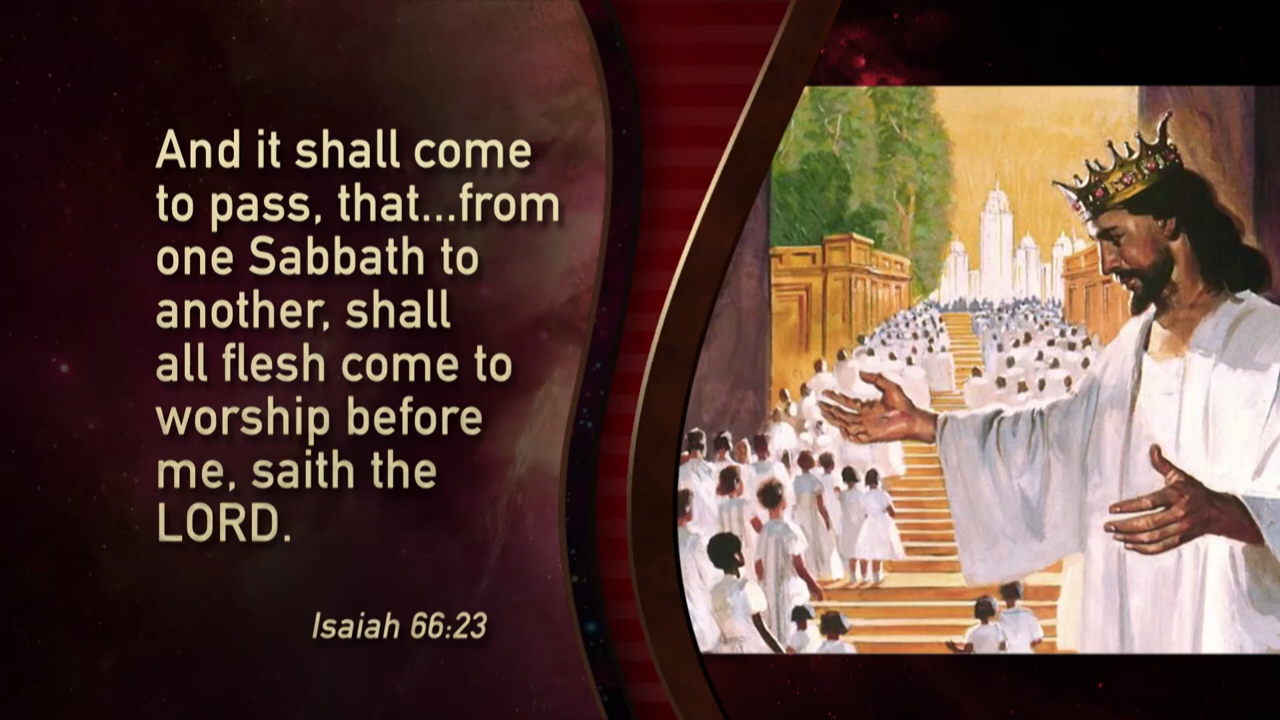 And it shall come
to pass, that...from
one Sabbath to
another, shall
all flesh come to
worship before
me, saith the
LORD.
Isaiah 66:23